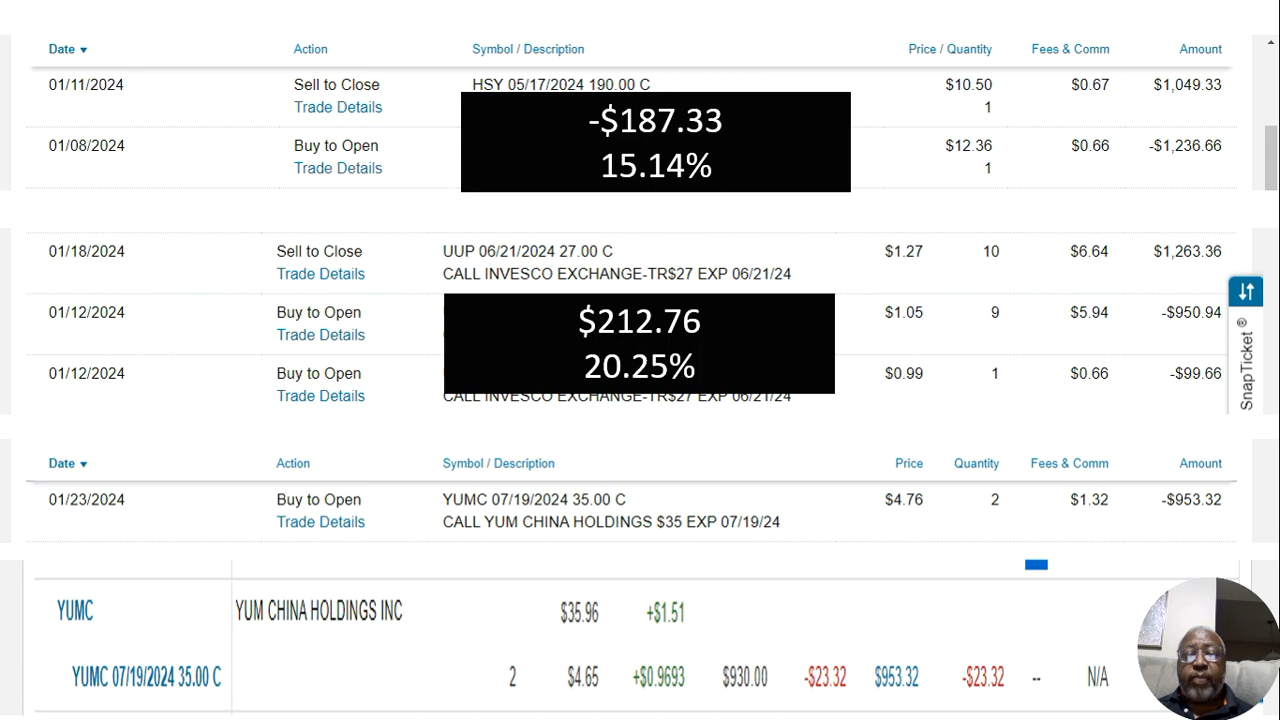 Date ▼ Action Symbol / Description Price / Quantity Fees & Comm Amount
01/11/2024 Sell to Close HSY 05/17/2024 190.00 C $10.50 $0.67 $1,049.33
Trade Details 1
-$187.33
01/08/2024 Buy to Open $12.36 $0.66 -$1,236.66
Trade Details 1
15.14%
01/18/2024 Sell to Close UUP 06/21/2024 27.00 C $1.27 10 $6.64 $1,263.36
Trade Details CALL INVESCO EXCHANGE-TR$27 EXP 06/21/24
01/12/2024 Buy to Open $1.05 9 $5.94 -$950.94
Trade Details
$212.76
20.25%
01/12/2024 Buy to Open $0.99 1 $0.66 -$99.66
Trade Details CALL INVESCO EXCHANGE-TR$27 EXP 06/21/24
SnapTicket ®
Date ▼ Action Symbol / Description Price Quantity Fees & Comm Amount
01/23/2024 Buy to Open YUMC 07/19/2024 35.00 C $4.76 2 $1.32 -$953.32
Trade Details CALL YUM CHINA HOLDINGS $35 EXP 07/19/24
YUMC YUM CHINA HOLDINGS INC $35.96 +$1.51
YUMC 07/19/2024 35.00 C 2 $4.65 +$0.9693 $930.00 -$23.32 $953.32 -$23.32 -- N/A